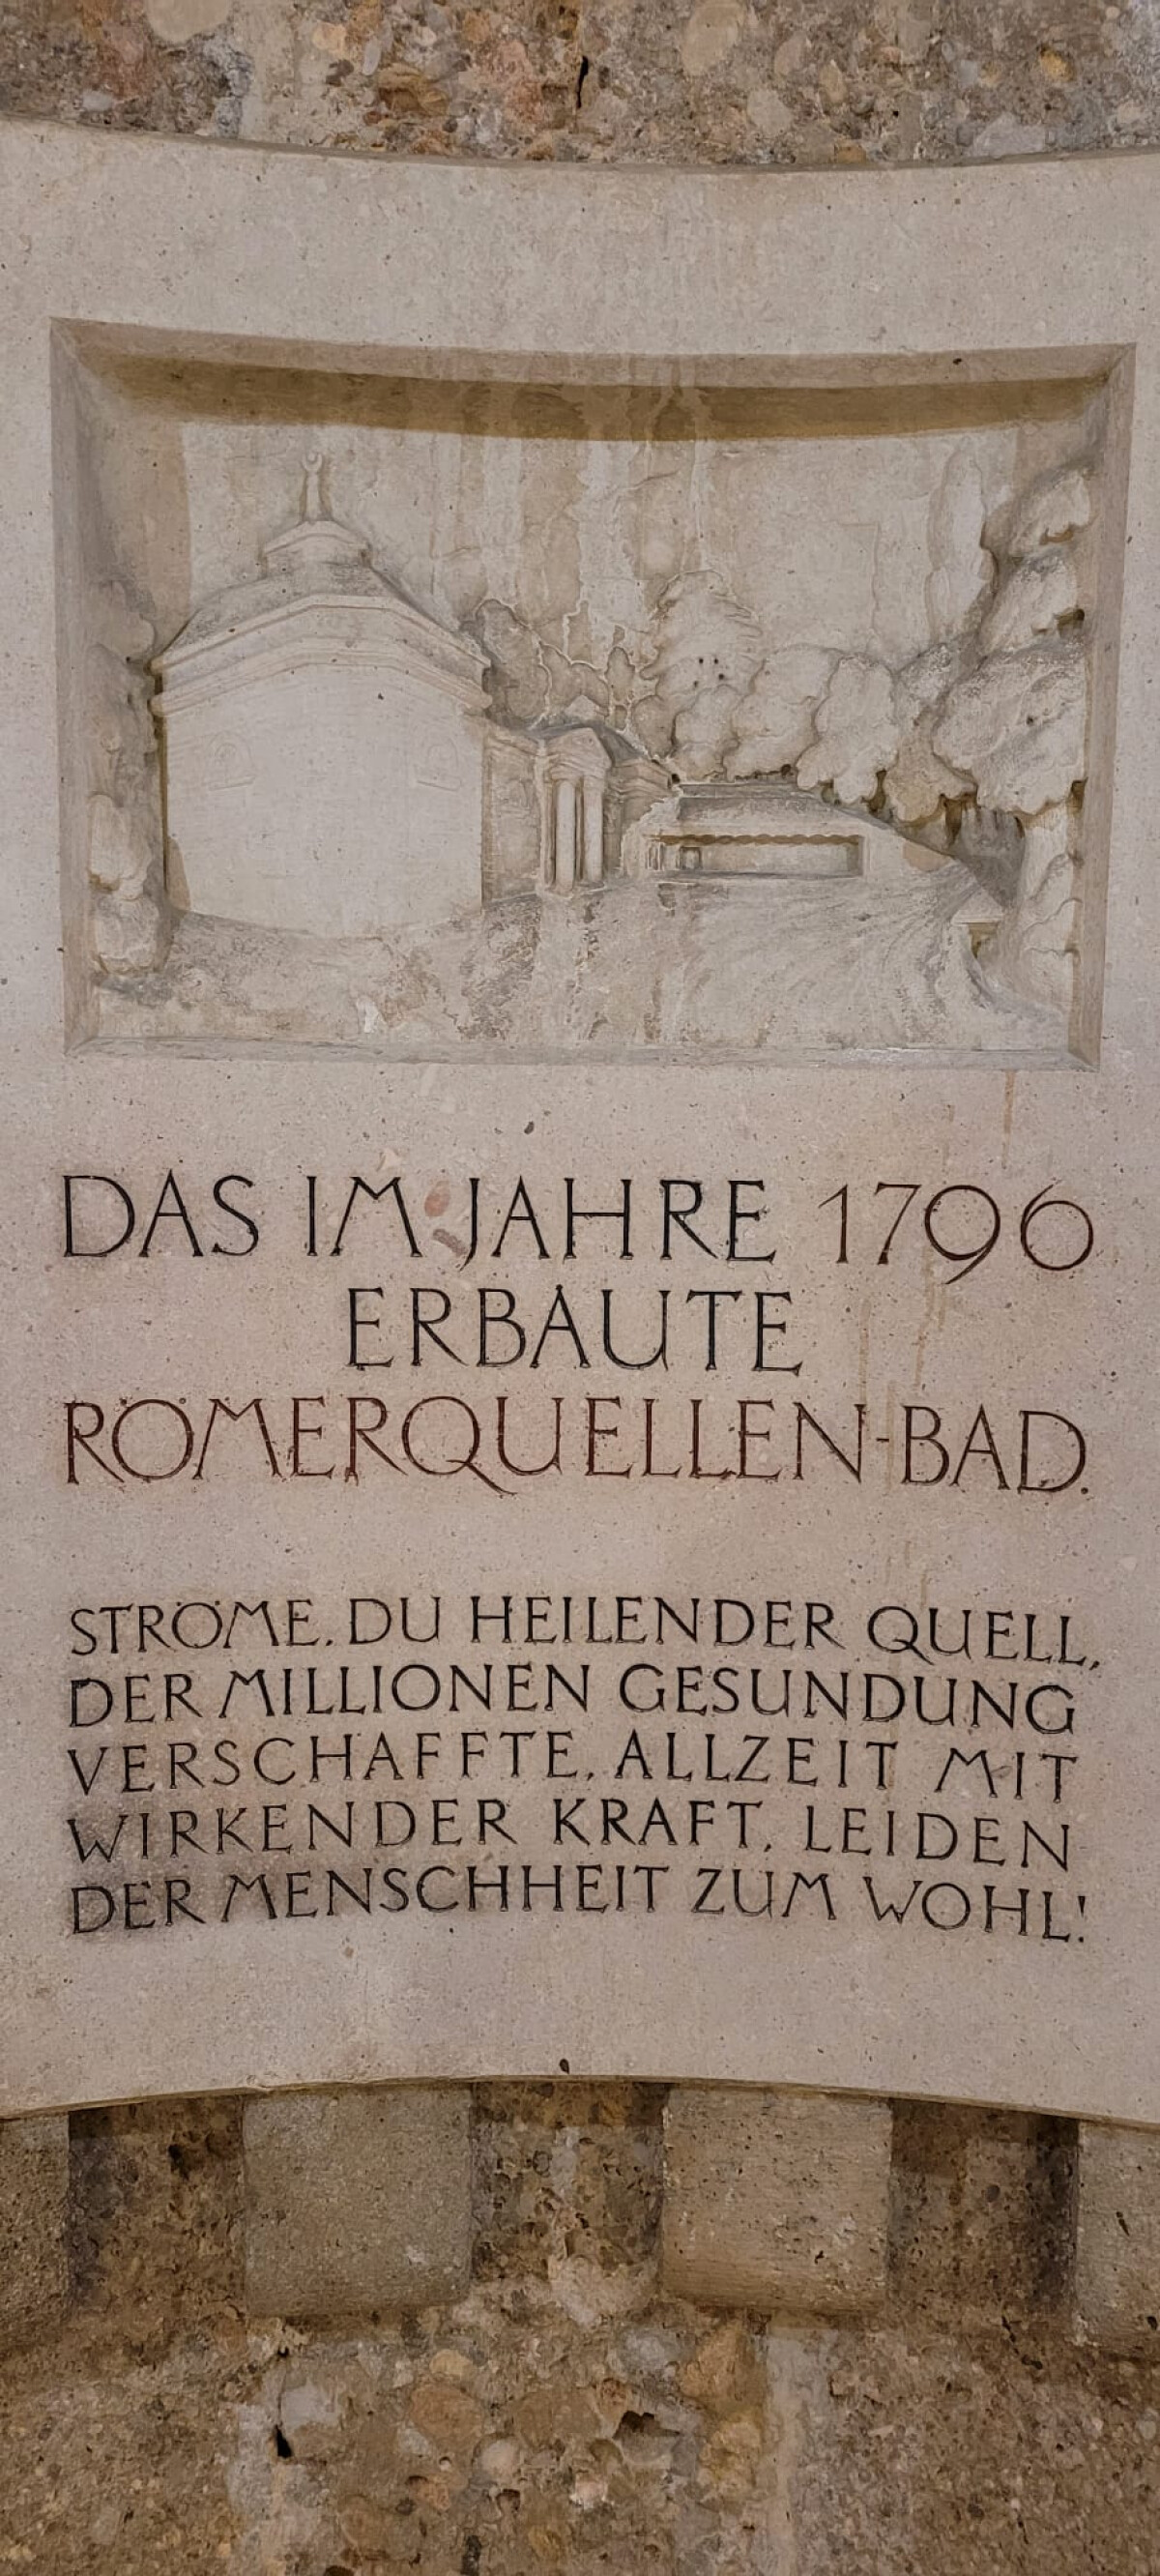 DAS IM JAHRE 1796
ERBAUTE
RÖMERQUELLEN-BAD.
STRÖME, DU HEILENDER QUELL,
DER MILLIONEN GESUNDUNG
VERSCHAFFTE, ALLZEIT MIT
WIRKENDER KRAFT, LEIDEN
DER MENSCHHEIT ZUM WOHL!